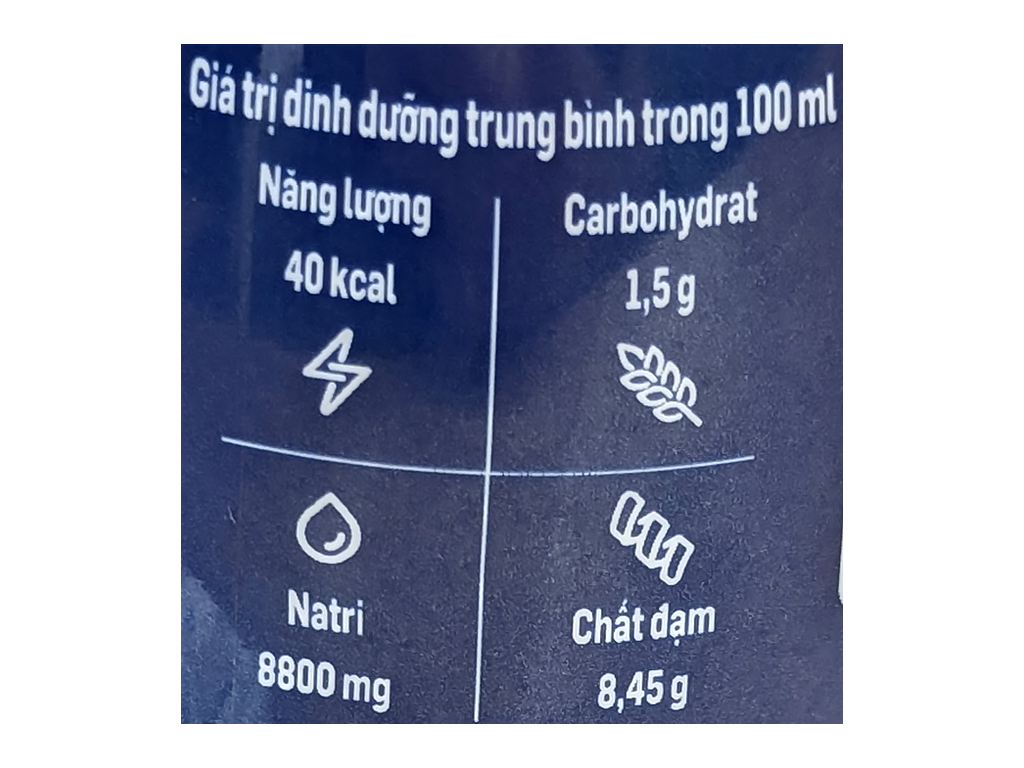 Giá trị dinh dưỡng trung bình trong 100 ml
Năng lượng
40 kcal
Carbohydrat
1,5 g
Natri
8800 mg
Chất đạm
8,45 g